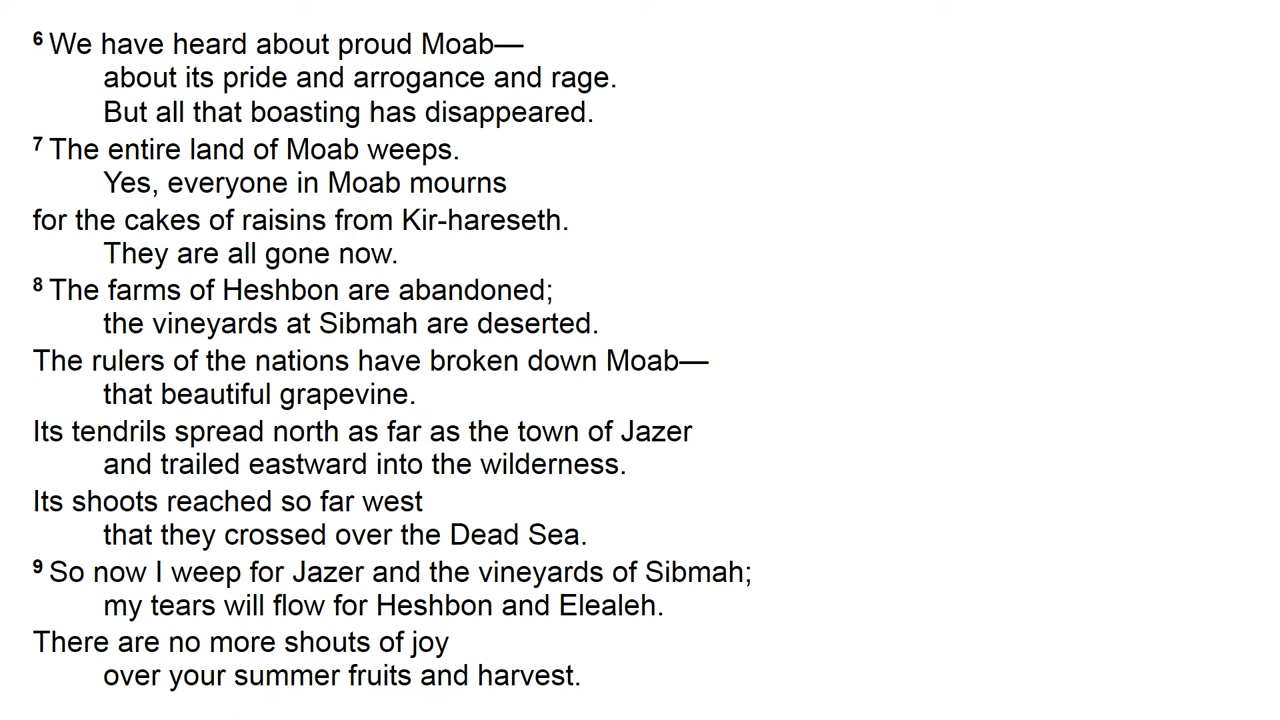 6 We have heard about proud Moab—
about its pride and arrogance and rage.
But all that boasting has disappeared.
7 The entire land of Moab weeps.
Yes, everyone in Moab mourns
for the cakes of raisins from Kir-hareseth.
They are all gone now.
8 The farms of Heshbon are abandoned;
the vineyards at Sibmah are deserted.
The rulers of the nations have broken down Moab—
that beautiful grapevine.
Its tendrils spread north as far as the town of Jazer
and trailed eastward into the wilderness.
Its shoots reached so far west
that they crossed over the Dead Sea.
9 So now I weep for Jazer and the vineyards of Sibmah;
my tears will flow for Heshbon and Elealeh.
There are no more shouts of joy
over your summer fruits and harvest.